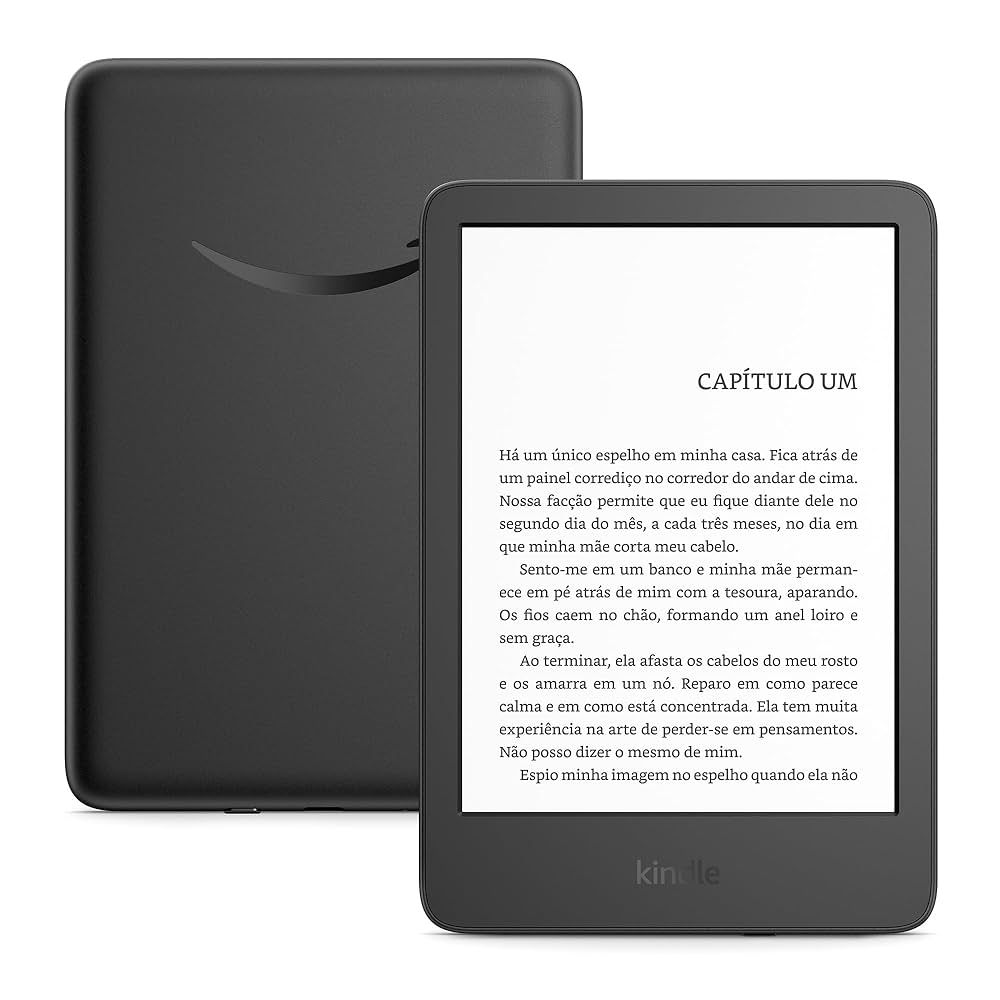 CAPÍTULO UM
Há um único espelho em minha casa. Fica atrás de
um painel corrediço no corredor do andar de cima.
Nossa facção permite que eu fique diante dele no
segundo dia do mês, a cada três meses, no dia em
que minha mãe corta meu cabelo.
Sento-me em um banco e minha mãe perman-
ece em pé atrás de mim com a tesoura, aparando.
Os fios caem no chão, formando um anel loiro e
sem graça.
Ao terminar, ela afasta os cabelos do meu rosto
e os amarra em um nó. Reparo em como parece
calma e em como está concentrada. Ela tem muita
experiência na arte de perder-se em pensamentos.
Não posso dizer o mesmo de mim.
Espio minha imagem no espelho quando ela não
kindle